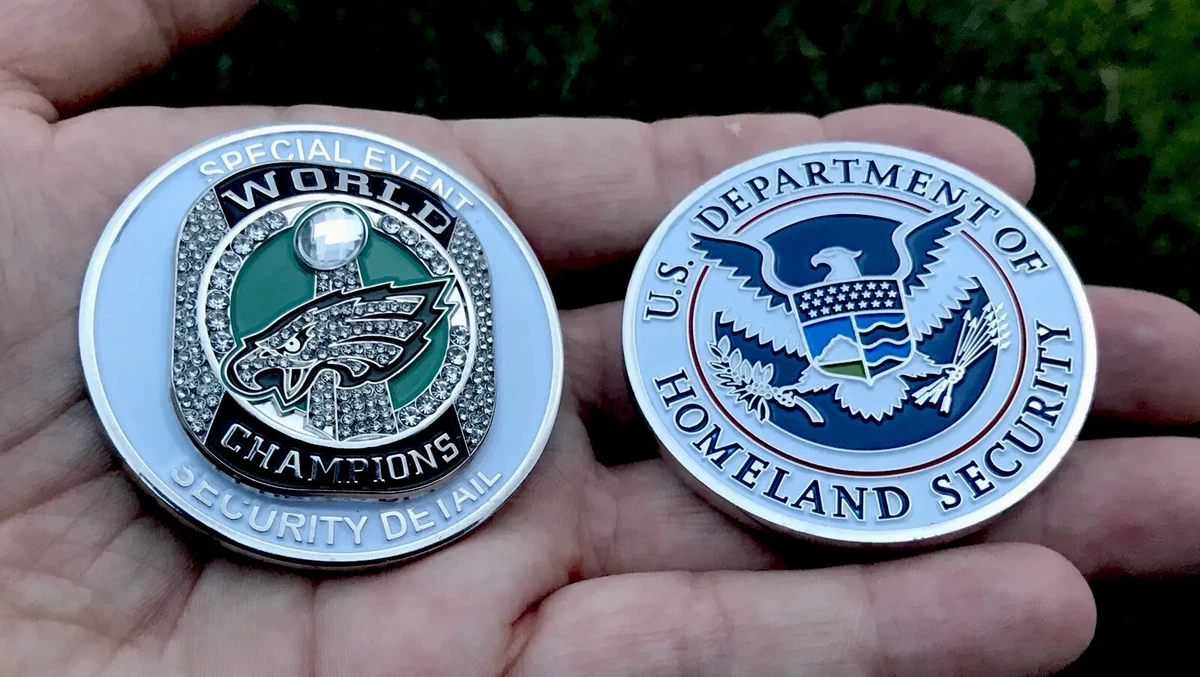 SPECIAL EVENT
WORLD
CHAMPIONS
SECURITY DETAIL
U.S. DEPARTMENT OF
HOMELAND SECURITY